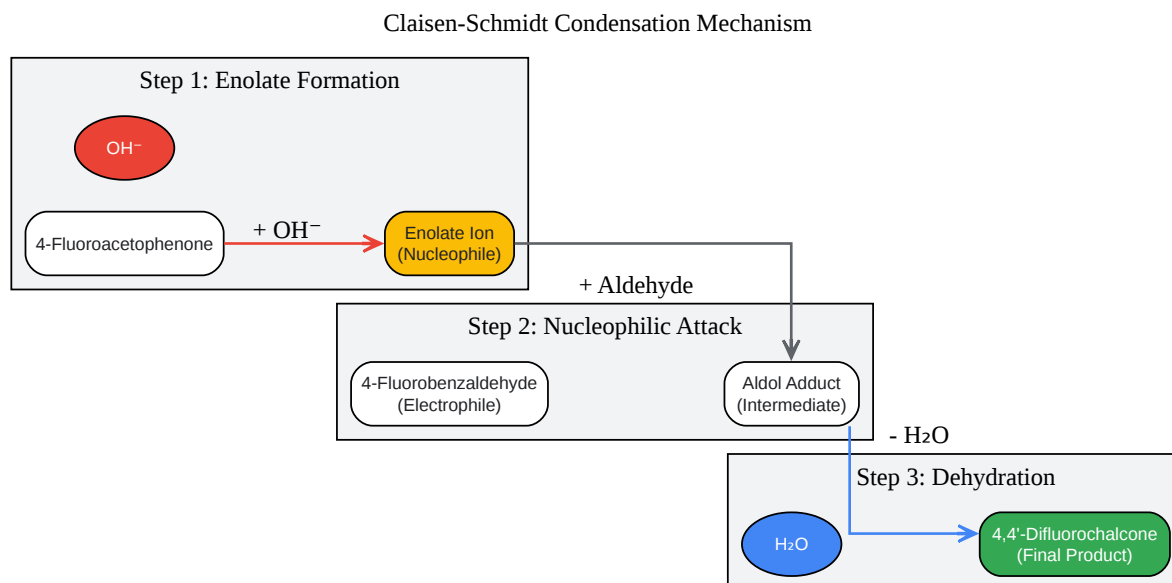 Claisen-Schmidt Condensation Mechanism
Step 1: Enolate Formation
OH⁻
4-Fluoroacetophenone
+ OH⁻
Enolate Ion
(Nucleophile)
+ Aldehyde
Step 2: Nucleophilic Attack
4-Fluorobenzaldehyde
(Electrophile)
Aldol Adduct
(Intermediate)
- H₂O
Step 3: Dehydration
H₂O
4,4'-Difluorochalcone
(Final Product)